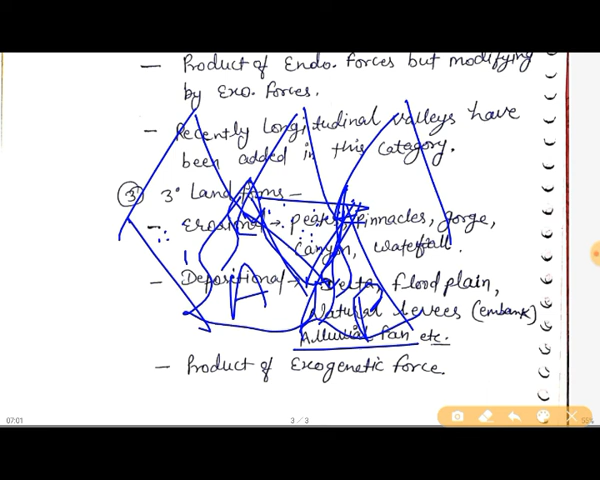 — Product of Endo. forces but modifying
by Exo. forces.
— Recently Longitudinal valleys have
been added in this category.
③ 3° Land forms —
— Erosional → peaks, pinnacles, Gorge,
Canyon, Waterfall.
— Depositional → Delta, flood plain,
Natural levees (embank)
Alluvial fan etc.
— Product of Exogenetic force.
A
07:01
3 / 3